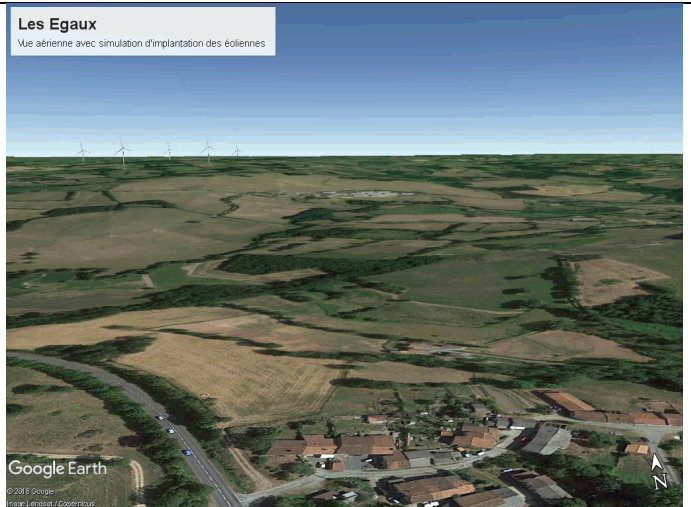 Les Egaux
Vue aérienne avec simulation d'implantation des éoliennes
Google Earth
© 2018 Google
Image Landsat / Copernicus
N